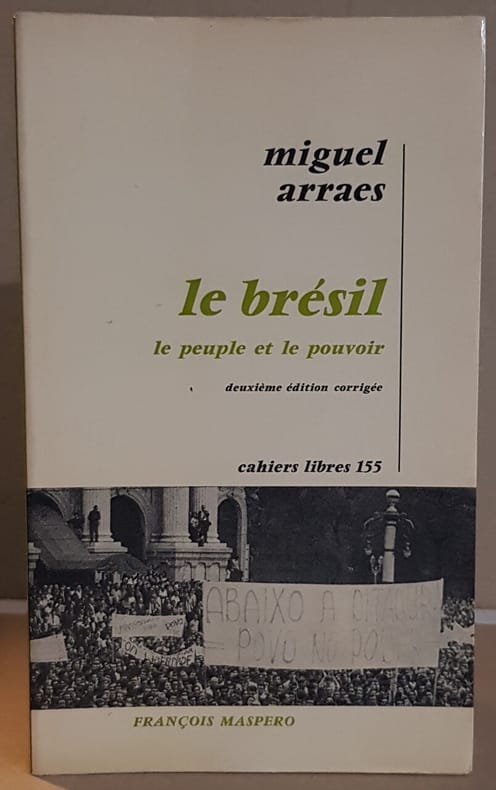 miguel
arraes
le brésil
le peuple et le pouvoir
deuxième édition corrigée
cahiers libres 155
ABAIXO A DITADURA
POVO NO
POVO
FRANÇOIS MASPERO